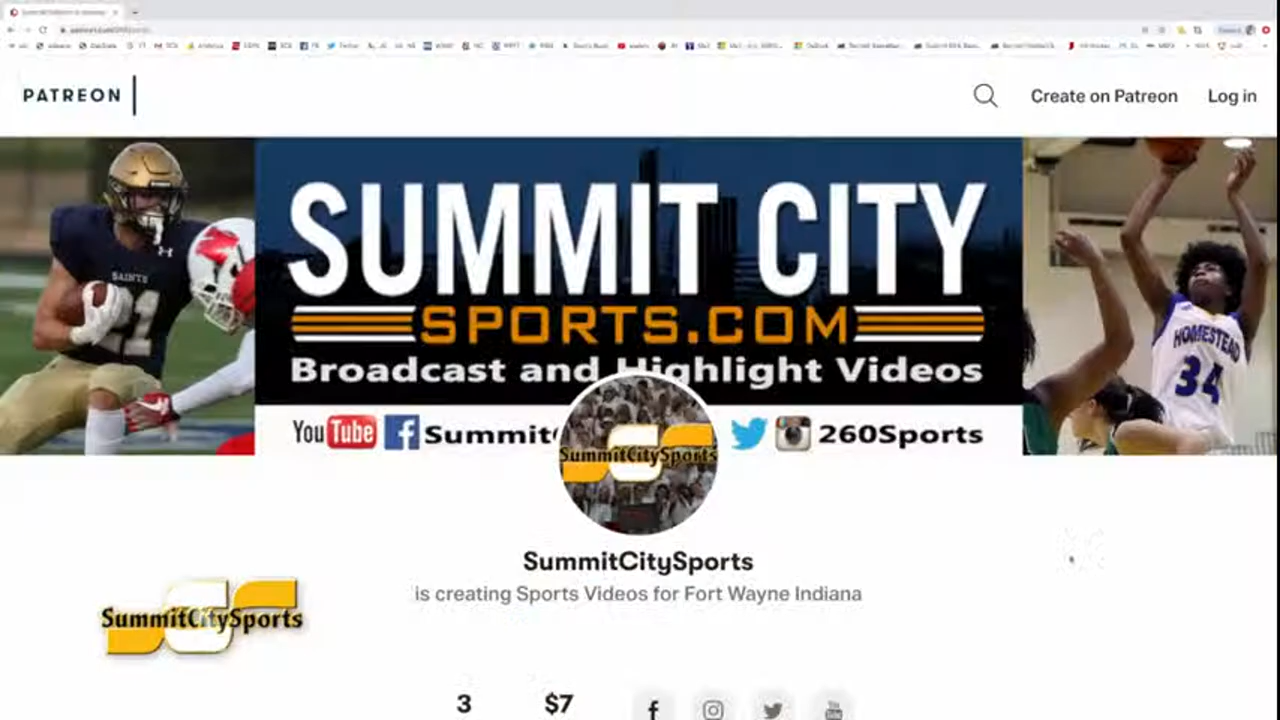 PATREON
Create on Patreon
Log in
SUMMIT CITY
SPORTS.COM
Broadcast and Highlight Videos
YouTube
f
Summit
260Sports
SAINTS
21
HOMESTEAD
34
SummitCitySports
SummitCitySports
is creating Sports Videos for Fort Wayne Indiana
SummitCitySports
3
$7